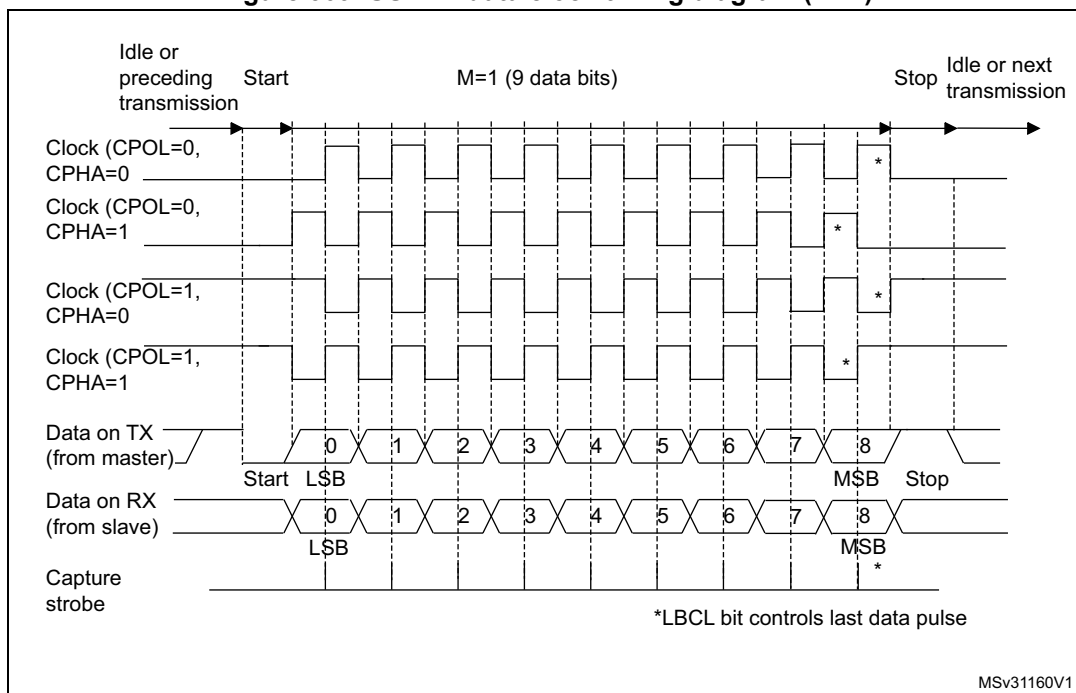 Idle or
preceding
transmission
Start
M=1 (9 data bits)
Stop
Idle or next
transmission
Clock (CPOL=0,
CPHA=0
Clock (CPOL=0,
CPHA=1
Clock (CPOL=1,
CPHA=0
Clock (CPOL=1,
CPHA=1
*
*
*
*
Data on TX
(from master)
0 1 2 3 4 5 6 7 8
Start LSB MSB Stop
Data on RX
(from slave)
0 1 2 3 4 5 6 7 8
LSB MSB
Capture
strobe
*
*LBCL bit controls last data pulse
MSv31160V1